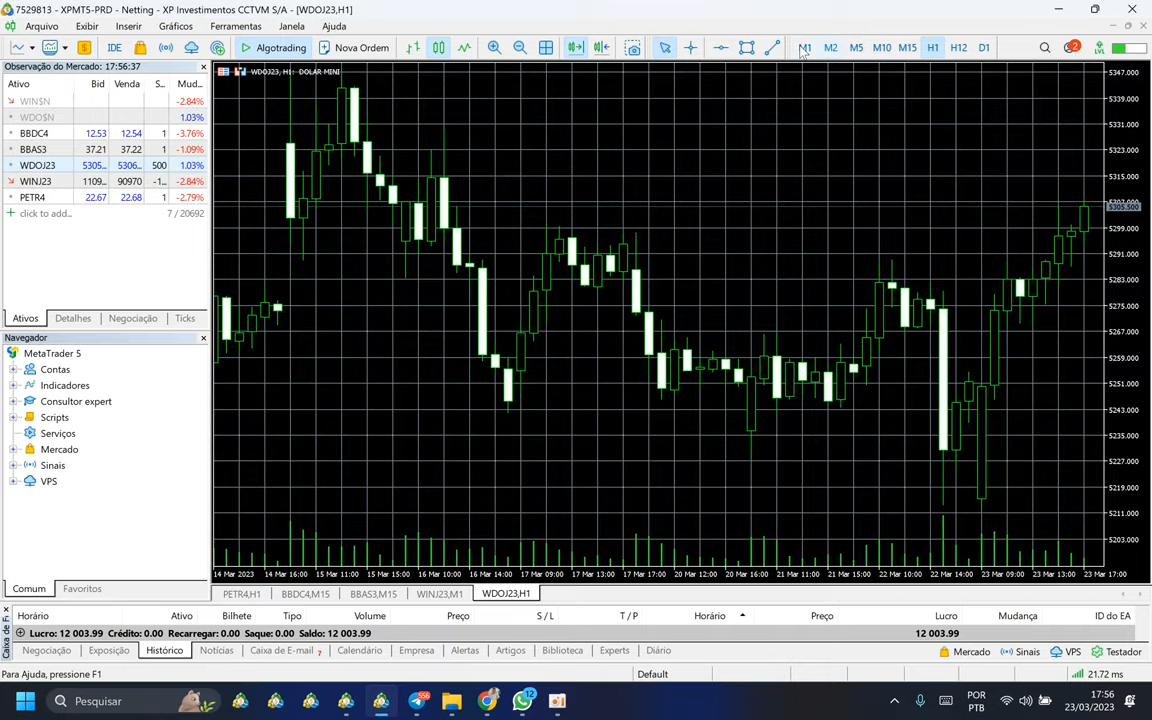 7529813 - XPMT5-PRD - Netting - XP Investimentos CCTVM S/A - [WDOJ23,H1]
Arquivo Exibir Inserir Gráficos Ferramentas Janela Ajuda
IDE Algotrading Nova Ordem M1 M2 M5 M10 M15 H1 H12 D1 2 LVL
Observação do Mercado: 17:56:37
Ativo Bid Venda S... Mud...
WIN$N -2.84%
WDO$N 1.03%
BBDC4 12.53 12.54 1 -3.76%
BBAS3 37.21 37.22 1 -1.09%
WDOJ23 5305... 5306... 500 1.03%
WINJ23 1109... 90970 -1... -2.84%
PETR4 22.67 22.68 1 -2.79%
click to add... 7 / 20692
Ativos Detalhes Negociação Ticks
Navegador
MetaTrader 5
Contas
Indicadores
Consultor expert
Scripts
Serviços
Mercado
Sinais
VPS
Comum Favoritos
WDOJ23, H1: DOLAR MINI
5347.000
5339.000
5331.000
5323.000
5315.000
5307.000
5305.500
5299.000
5291.000
5283.000
5275.000
5267.000
5259.000
5251.000
5243.000
5235.000
5227.000
5219.000
5211.000
5203.000
14 Mar 2023 14 Mar 16:00 15 Mar 11:00 15 Mar 15:00 16 Mar 10:00 16 Mar 14:00 17 Mar 09:00 17 Mar 13:00 17 Mar 17:00 20 Mar 12:00 20 Mar 16:00 21 Mar 11:00 21 Mar 15:00 22 Mar 10:00 22 Mar 14:00 23 Mar 09:00 23 Mar 13:00 23 Mar 17:00
PETR4,H1 BBDC4,M15 BBAS3,M15 WINJ23,M1 WDOJ23,H1
Horário Ativo Bilhete Tipo Volume Preço S / L T / P Horário Preço Lucro Mudança ID do EA
Lucro: 12 003.99 Crédito: 0.00 Recarregar: 0.00 Saque: 0.00 Saldo: 12 003.99 12 003.99
Caixa de F
Negociação Exposição Histórico Notícias Caixa de E-mail 7 Calendário Empresa Alertas Artigos Biblioteca Experts Diário Mercado Sinais VPS Testador
Para Ajuda, pressione F1 Default 21.72 ms
Pesquisar 556 12 POR PTB 17:56 23/03/2023